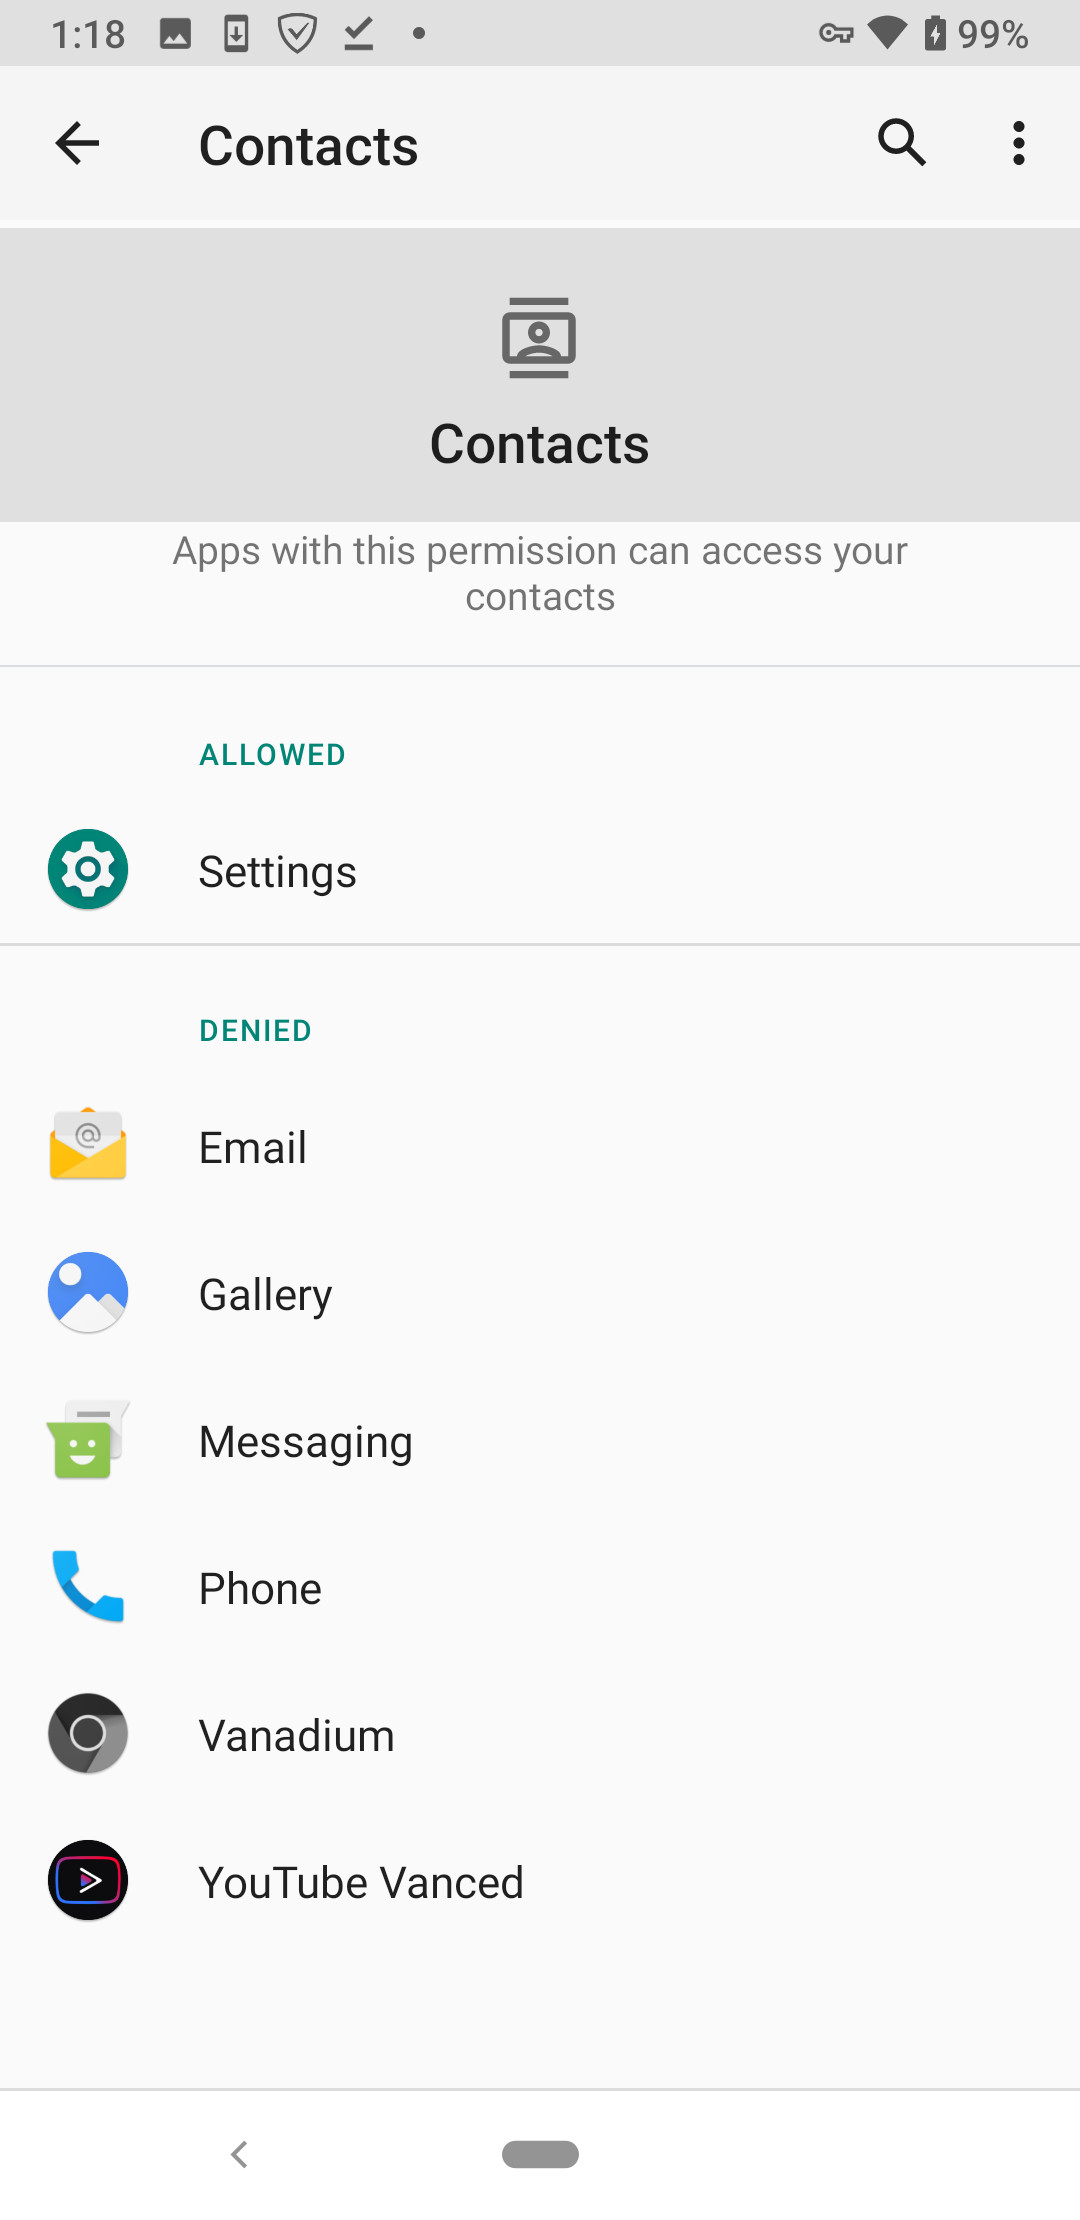 1:18
99%
Contacts
Contacts
Apps with this permission can access your
contacts
ALLOWED
Settings
DENIED
@
Email
Gallery
Messaging
Phone
Vanadium
YouTube Vanced